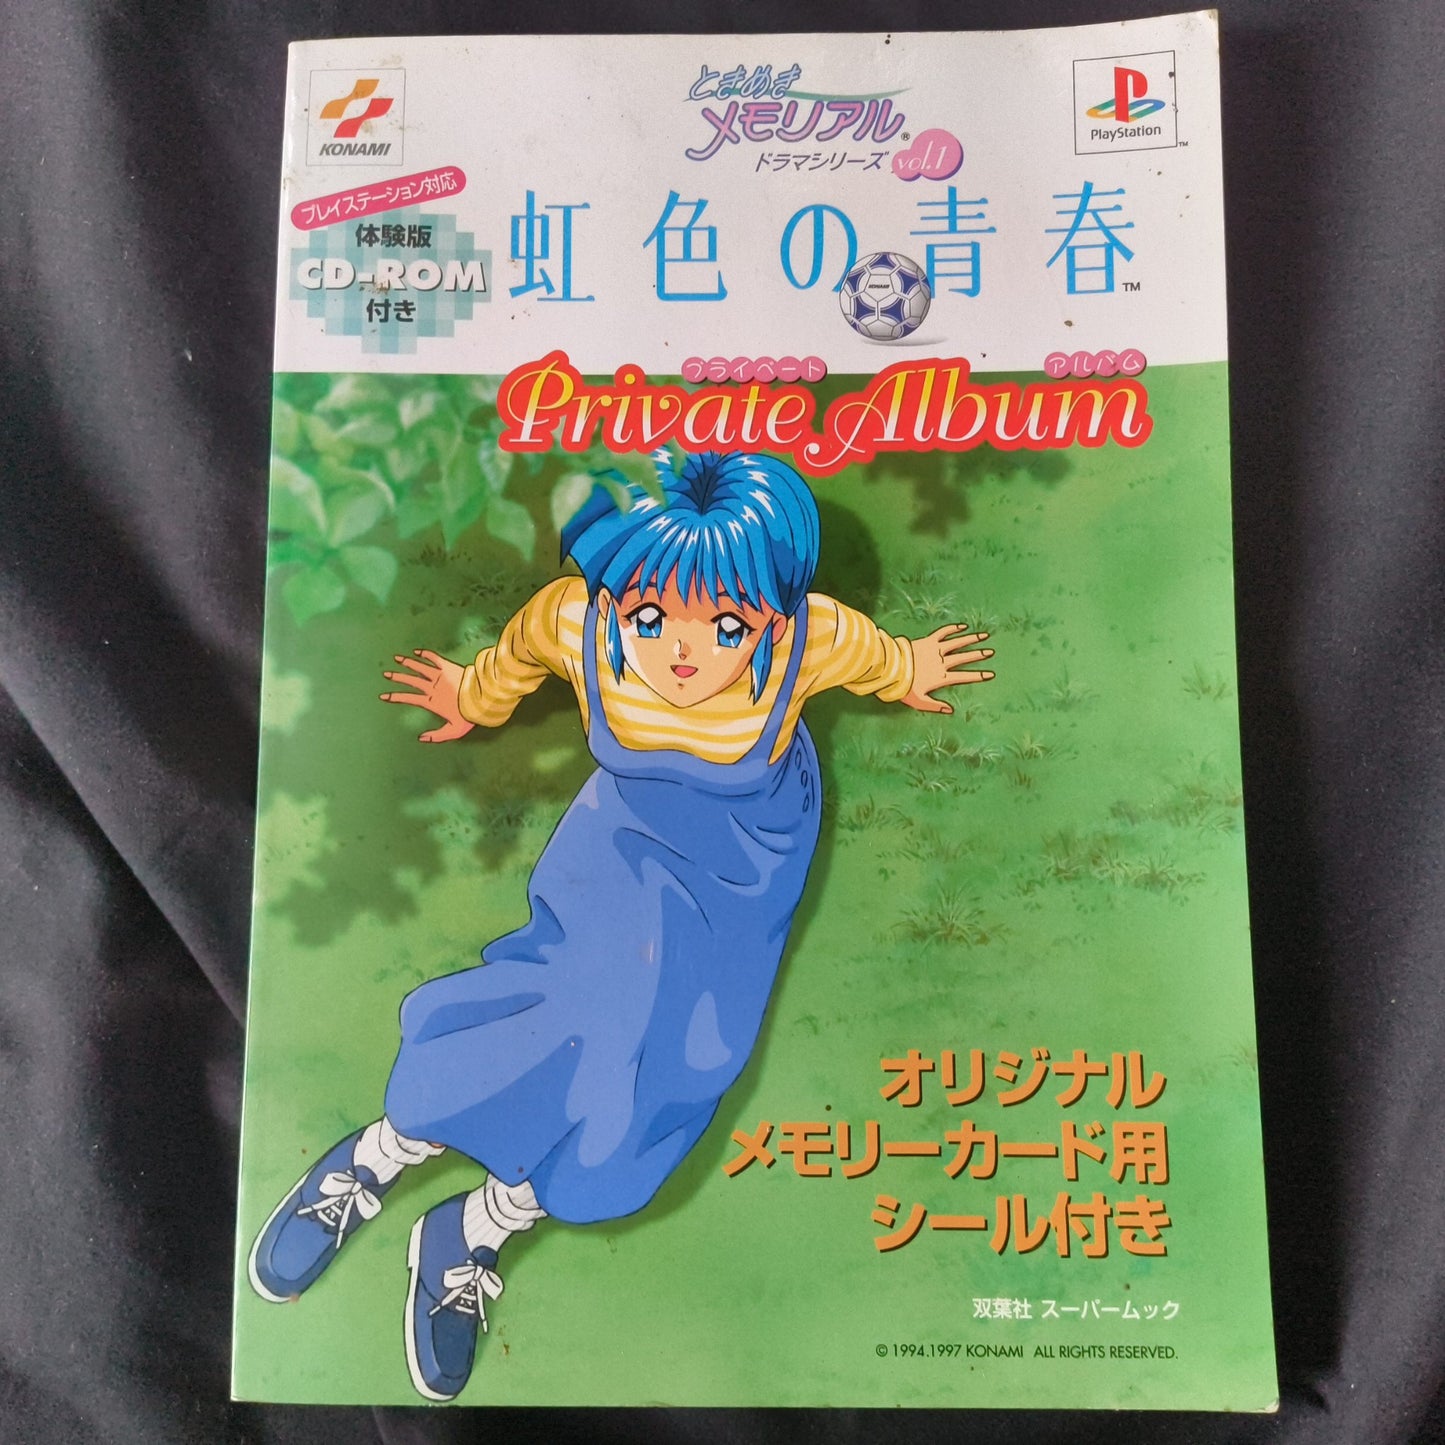 KONAMI
ときめき
メモリアル®
ドラマシリーズ vol.1
PlayStation™
プレイステーション対応
体験版
CD-ROM
付き
虹色の青春™
KONAMI
プライベート アルバム
Private Album
オリジナル
メモリーカード用
シール付き
双葉社 スーパームック
© 1994.1997 KONAMI ALL RIGHTS RESERVED.